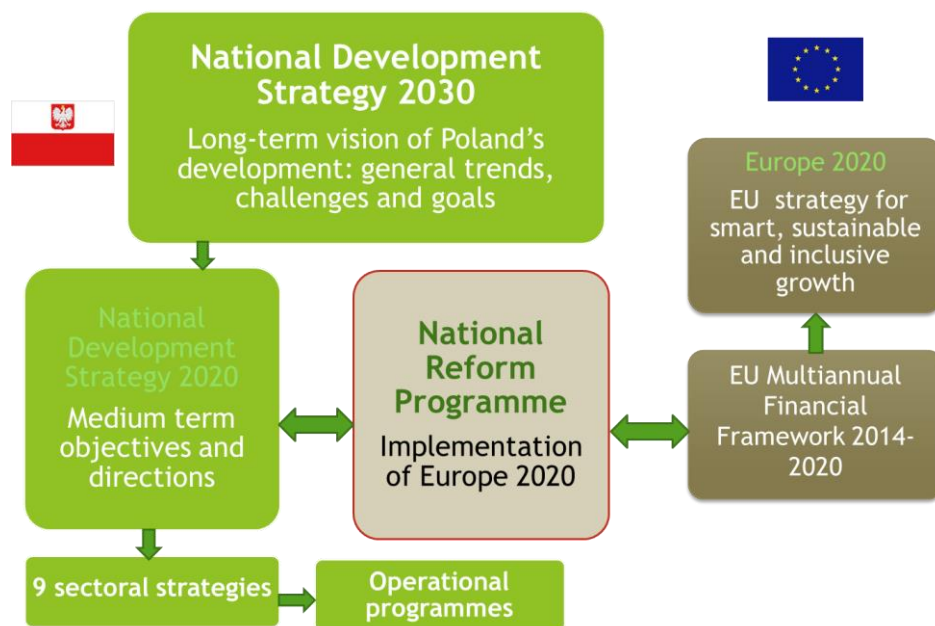 National Development
Strategy 2030
Long-term vision of Poland's
development: general trends,
challenges and goals
Europe 2020
EU strategy for
smart, sustainable
and inclusive
growth
National
Development
Strategy 2020
Medium term
objectives and
directions
National
Reform
Programme
Implementation
of Europe 2020
EU Multiannual
Financial
Framework 2014-
2020
9 sectoral strategies
Operational
programmes